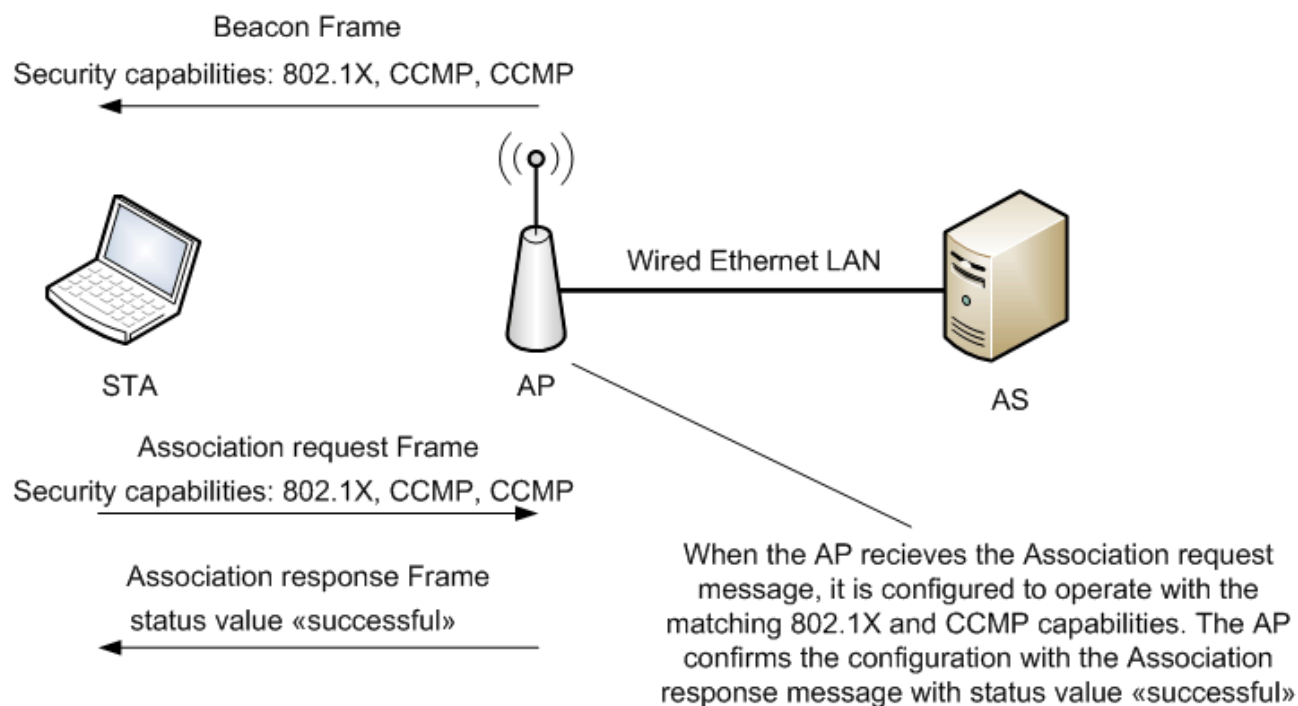 Beacon Frame
Security capabilities: 802.1X, CCMP, CCMP
Wired Ethernet LAN
STA
AP
AS
Association request Frame
Security capabilities: 802.1X, CCMP, CCMP
Association response Frame
status value «successful»
When the AP recieves the Association request
message, it is configured to operate with the
matching 802.1X and CCMP capabilities. The AP
confirms the configuration with the Association
response message with status value «successful»